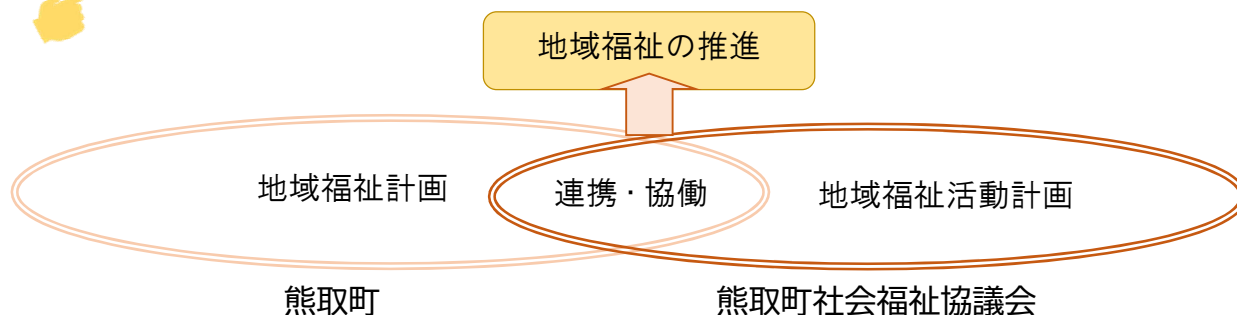 地域福祉の推進
地域福祉計画
連携・協働
地域福祉活動計画
熊取町
熊取町社会福祉協議会